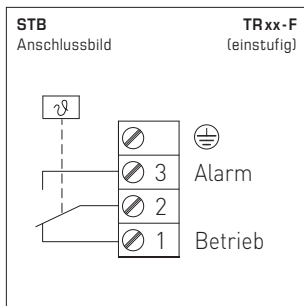 STB TRxx-F
Anschlussbild (einstufig)
ϑ
3 Alarm
2
1 Betrieb